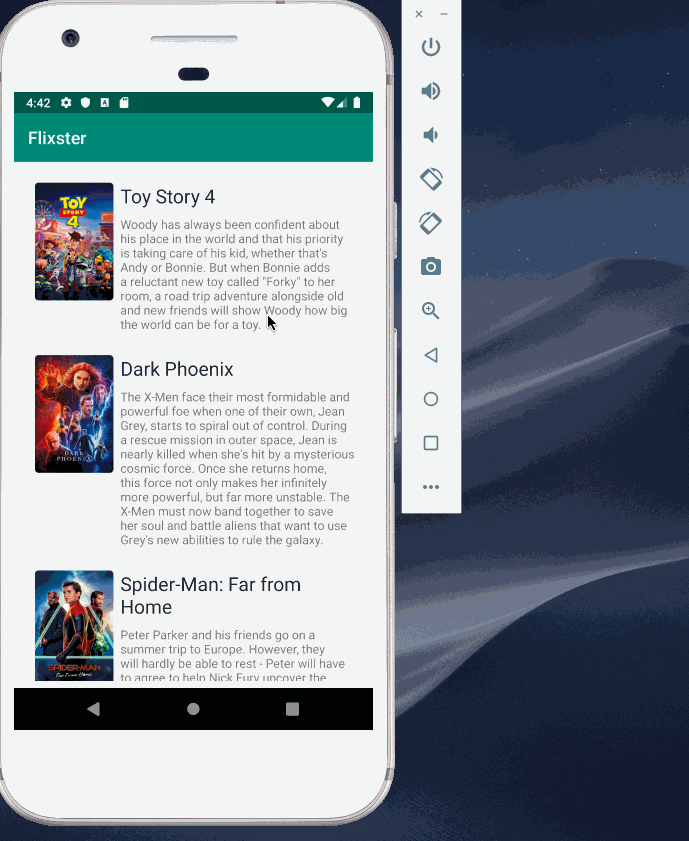 4:42
Flixster
TOY
STORY
4
Toy Story 4
Woody has always been confident about
his place in the world and that his priority
is taking care of his kid, whether that's
Andy or Bonnie. But when Bonnie adds
a reluctant new toy called "Forky" to her
room, a road trip adventure alongside old
and new friends will show Woody how big
the world can be for a toy.
DARK
PHOENIX
Dark Phoenix
The X-Men face their most formidable and
powerful foe when one of their own, Jean
Grey, starts to spiral out of control. During
a rescue mission in outer space, Jean is
nearly killed when she's hit by a mysterious
cosmic force. Once she returns home,
this force not only makes her infinitely
more powerful, but far more unstable. The
X-Men must now band together to save
her soul and battle aliens that want to use
Grey's new abilities to rule the galaxy.
SPIDER-MAN
Far From Home
Spider-Man: Far from
Home
Peter Parker and his friends go on a
summer trip to Europe. However, they
will hardly be able to rest - Peter will have
to agree to help Nick Fury uncover the